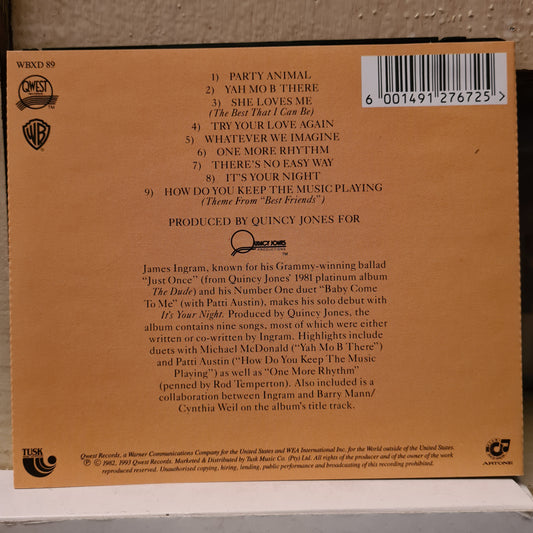 WBXD 89
QWEST
TM
WB
1) PARTY ANIMAL
2) YAH MO B THERE
3) SHE LOVES ME
(The Best That I Can Be)
4) TRY YOUR LOVE AGAIN
5) WHATEVER WE IMAGINE
6) ONE MORE RHYTHM
7) THERE'S NO EASY WAY
8) IT'S YOUR NIGHT
9) HOW DO YOU KEEP THE MUSIC PLAYING
(Theme From "Best Friends")
6 001491 276725 >
PRODUCED BY QUINCY JONES FOR
QUINCY JONES
PRODUCTIONS
TM
James Ingram, known for his Grammy-winning ballad
"Just Once" (from Quincy Jones' 1981 platinum album
The Dude) and his Number One duet "Baby Come
To Me" (with Patti Austin), makes his solo debut with
It's Your Night. Produced by Quincy Jones, the
album contains nine songs, most of which were either
written or co-written by Ingram. Highlights include
duets with Michael McDonald ("Yah Mo B There")
and Patti Austin ("How Do You Keep The Music
Playing") as well as "One More Rhythm"
(penned by Rod Temperton). Also included is a
collaboration between Ingram and Barry Mann/
Cynthia Weil on the album's title track.
TUSK
Qwest Records, a Warner Communications Company for the United States and WEA International Inc. for the World outside of the United States.
℗ © 1982, 1993 Qwest Records. Marketed & Distributed by Tusk Music Co. (Pty) Ltd. All rights of the producer and of the owner of the work
reproduced reserved. Unauthorised copying, hiring, lending, public performance and broadcasting of this recording prohibited.
ARTONE